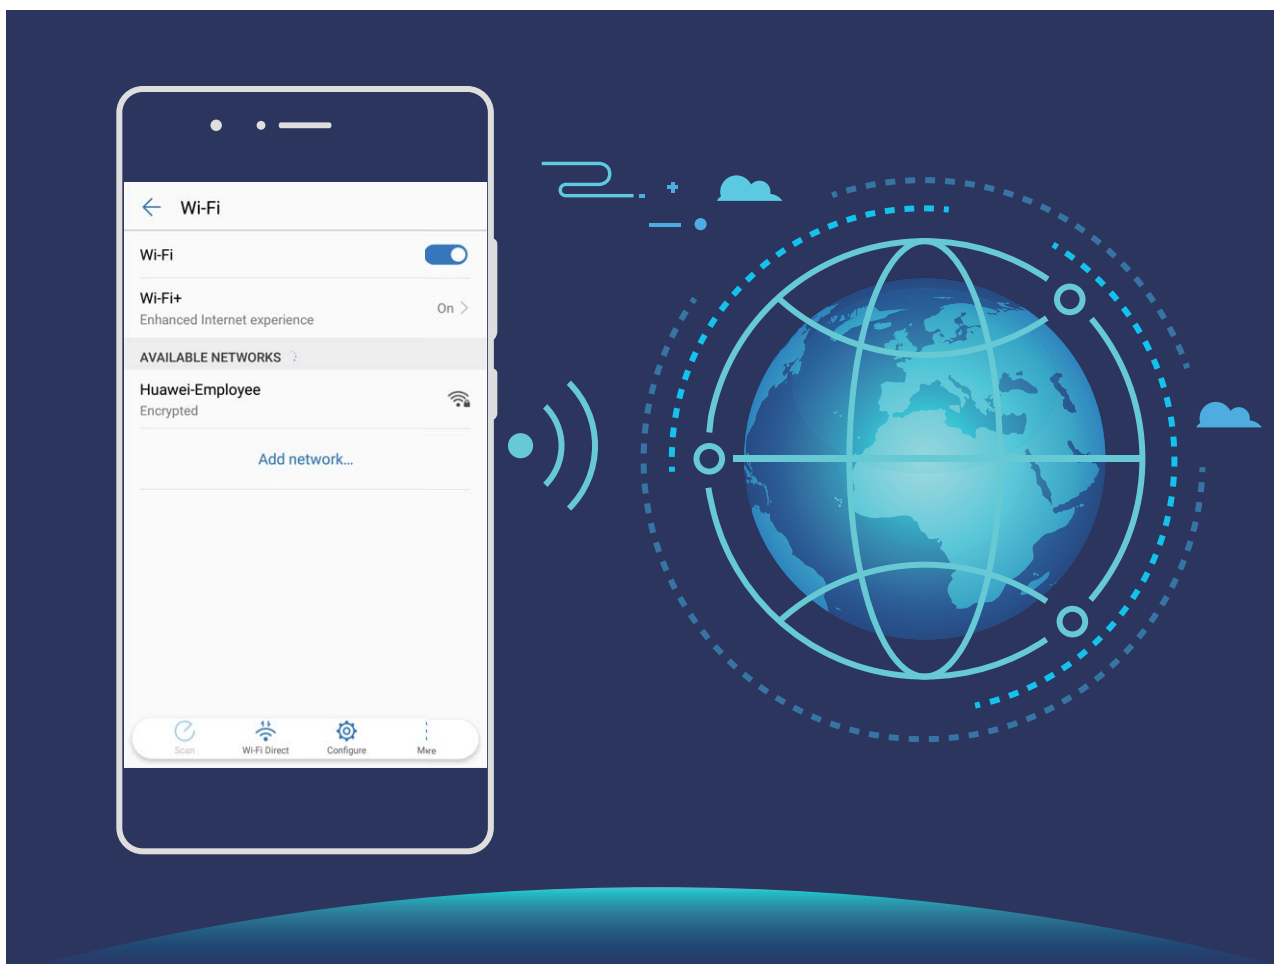 Wi-Fi
Wi-Fi
Wi-Fi+
Enhanced Internet experience
On
AVAILABLE NETWORKS
Huawei-Employee
Encrypted
Add network...
Scan
Wi-Fi Direct
Configure
More